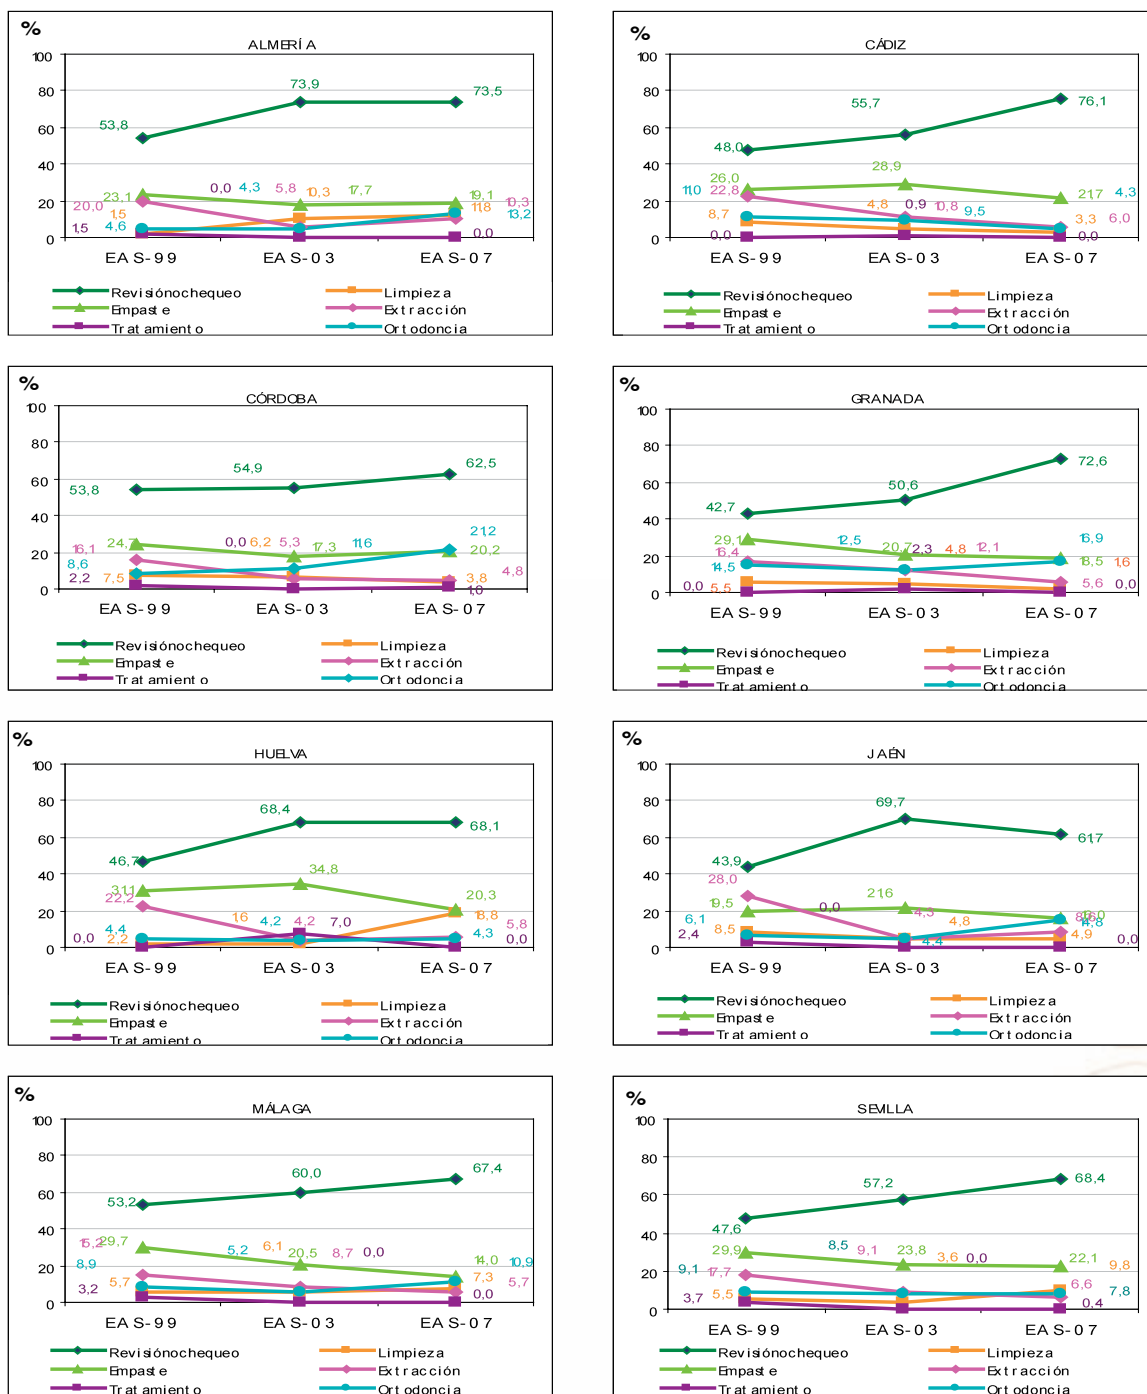 %
ALMERÍA
100
73,9
73,5
80
53,8
60
40
23,1
0,0 4,3 5,8 10,3 17,7
19,1 10,3
20
20,0 1,5
11,8
13,2
1,5 4,6
0,0
0
EAS-99 EAS-03 EAS-07
Revisiónochequeo Limpieza
Empaste Extracción
Tratamiento Ortodoncia
%
CÁDIZ
100
80
55,7
76,1
60
48,0
40
28,9
26,0
11,0 22,8
21,7 4,3
20
8,7
4,8 0,9 10,8 9,5
3,3 6,0
0,0
0,0
0
EAS-99 EAS-03 EAS-07
Revisiónochequeo Limpieza
Empaste Extracción
Tratamiento Ortodoncia
%
CÓRDOBA
100
80
54,9
62,5
60
53,8
40
16,1 24,7
0,0 6,2 5,3 17,3 11,6
21,2
20,2
20
8,6
2,2 7,5
3,8 4,8
1,0
0
EAS-99 EAS-03 EAS-07
Revisiónochequeo Limpieza
Empaste Extracción
Tratamiento Ortodoncia
%
GRANADA
100
80
72,6
60
50,6
42,7
40
29,1
12,5 20,7 2,3 4,8 12,1
16,9
16,4
20
14,5
18,5 1,6
0,0 5,5
5,6 0,0
0
EAS-99 EAS-03 EAS-07
Revisiónochequeo Limpieza
Empaste Extracción
Tratamiento Ortodoncia
%
HUELVA
100
80
68,4
68,1
60
46,7
40
31,1
34,8
22,2
20,3
20
1,6 4,2 4,2 7,0
18,8
4,4
5,8
0,0 2,2
4,3 0,0
0
EAS-99 EAS-03 EAS-07
Revisiónochequeo Limpieza
Empaste Extracción
Tratamiento Ortodoncia
%
JAÉN
100
80
69,7
60
61,7
43,9
40
28,0
19,5
0,0 21,6
20
4,3 4,8
6,1
14,8
2,4 8,5
4,4
4,9 0,0
0
EAS-99 EAS-03 EAS-07
Revisiónochequeo Limpieza
Empaste Extracción
Tratamiento Ortodoncia
%
MÁLAGA
100
80
67,4
60
53,2
60,0
40
15,2 29,7
5,2 6,1 20,5 8,7 0,0
14,0 10,9
20
8,9
3,2 5,7
7,3 5,7
0,0
0
EAS-99 EAS-03 EAS-07
Revisiónochequeo Limpieza
Empaste Extracción
Tratamiento Ortodoncia
%
SEVILLA
100
80
57,2
68,4
60
47,6
40
29,9
8,5 9,1 23,8 3,6 0,0
22,1 9,8
20
9,1 17,7
6,6
3,7 5,5
0,4 7,8
0
EAS-99 EAS-03 EAS-07
Revisiónochequeo Limpieza
Empaste Extracción
Tratamiento Ortodoncia